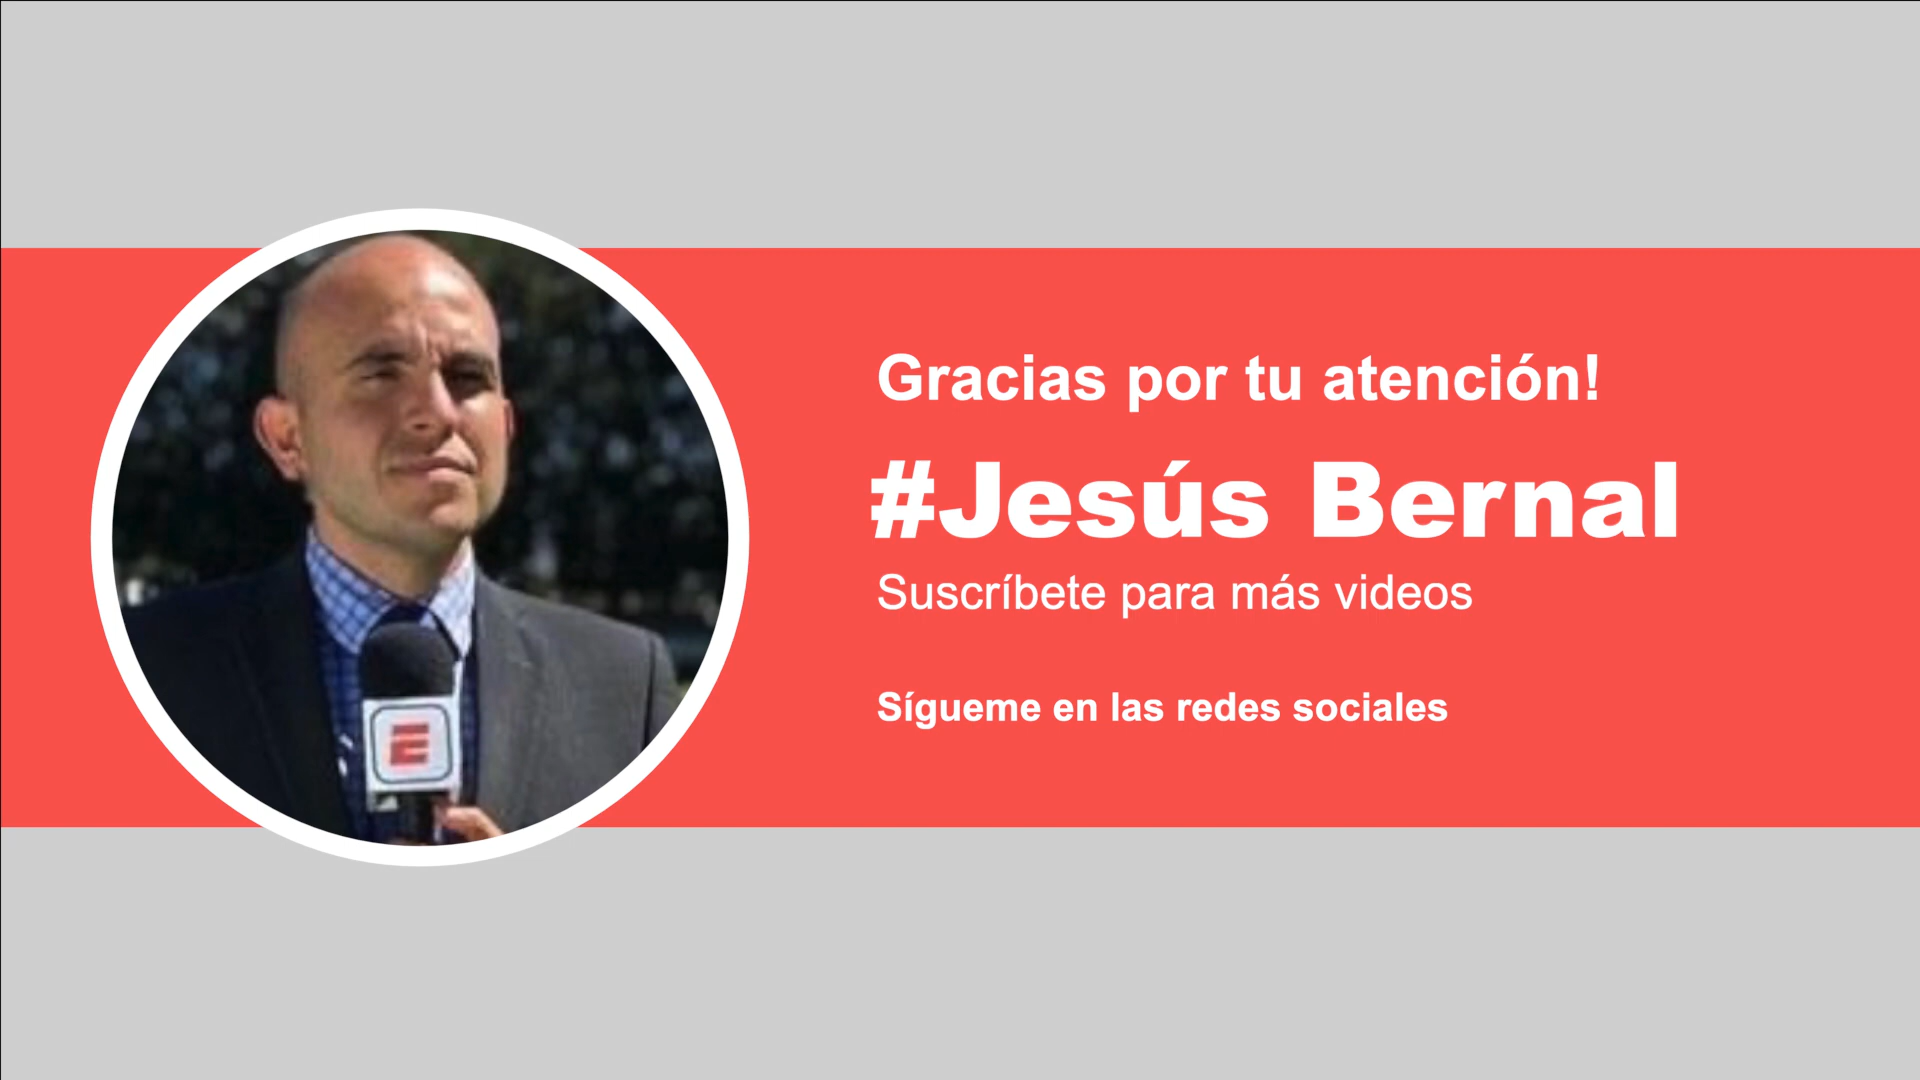 Gracias por tu atención!
#Jesús Bernal
Suscríbete para más videos
Sígueme en las redes sociales
E